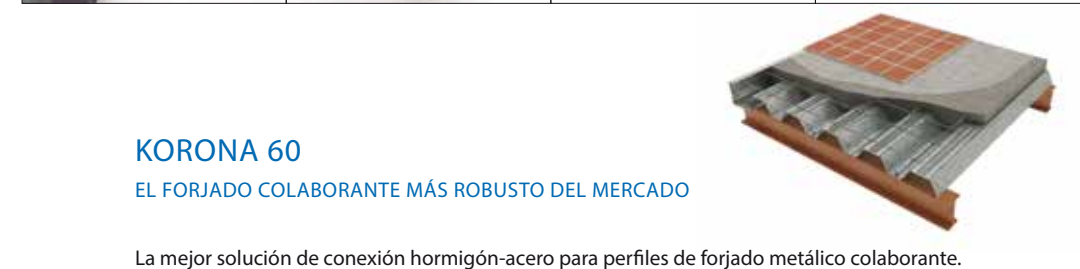 KORONA 60
EL FORJADO COLABORANTE MÁS ROBUSTO DEL MERCADO
La mejor solución de conexión hormigón-acero para perfiles de forjado metálico colaborante.